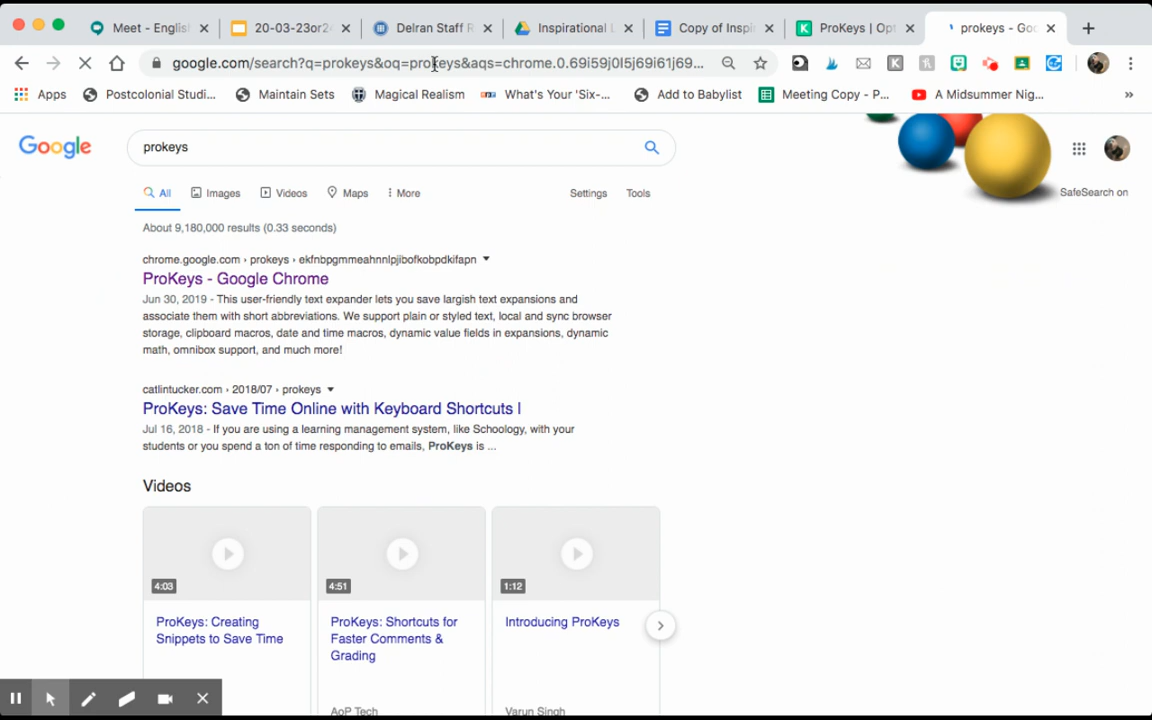 Meet - Englis
20-03-23or2
Delran Staff R
Inspirational L
Copy of Inspi
ProKeys | Opt
prokeys - Goo
google.com/search?q=prokeys&oq=prokeys&aqs=chrome.0.69i59j0l5j69i61j69...
Apps
Postcolonial Studi...
Maintain Sets
Magical Realism
What's Your 'Six-...
Add to Babylist
Meeting Copy - P...
A Midsummer Nig...
»
Google
prokeys
All
Images
Videos
Maps
More
Settings
Tools
SafeSearch on
About 9,180,000 results (0.33 seconds)
chrome.google.com › prokeys › ekfnbpgmmeahnnlpjibofkobpdkifapn
ProKeys - Google Chrome
Jun 30, 2019 - This user-friendly text expander lets you save largish text expansions and
associate them with short abbreviations. We support plain or styled text, local and sync browser
storage, clipboard macros, date and time macros, dynamic value fields in expansions, dynamic
math, omnibox support, and much more!
catlintucker.com › 2018/07 › prokeys
ProKeys: Save Time Online with Keyboard Shortcuts |
Jul 16, 2018 - If you are using a learning management system, like Schoology, with your
students or you spend a ton of time responding to emails, ProKeys is ...
Videos
4:03
4:51
1:12
ProKeys: Creating
Snippets to Save Time
ProKeys: Shortcuts for
Faster Comments &
Grading
Introducing ProKeys
AoP Tech
Varun Singh